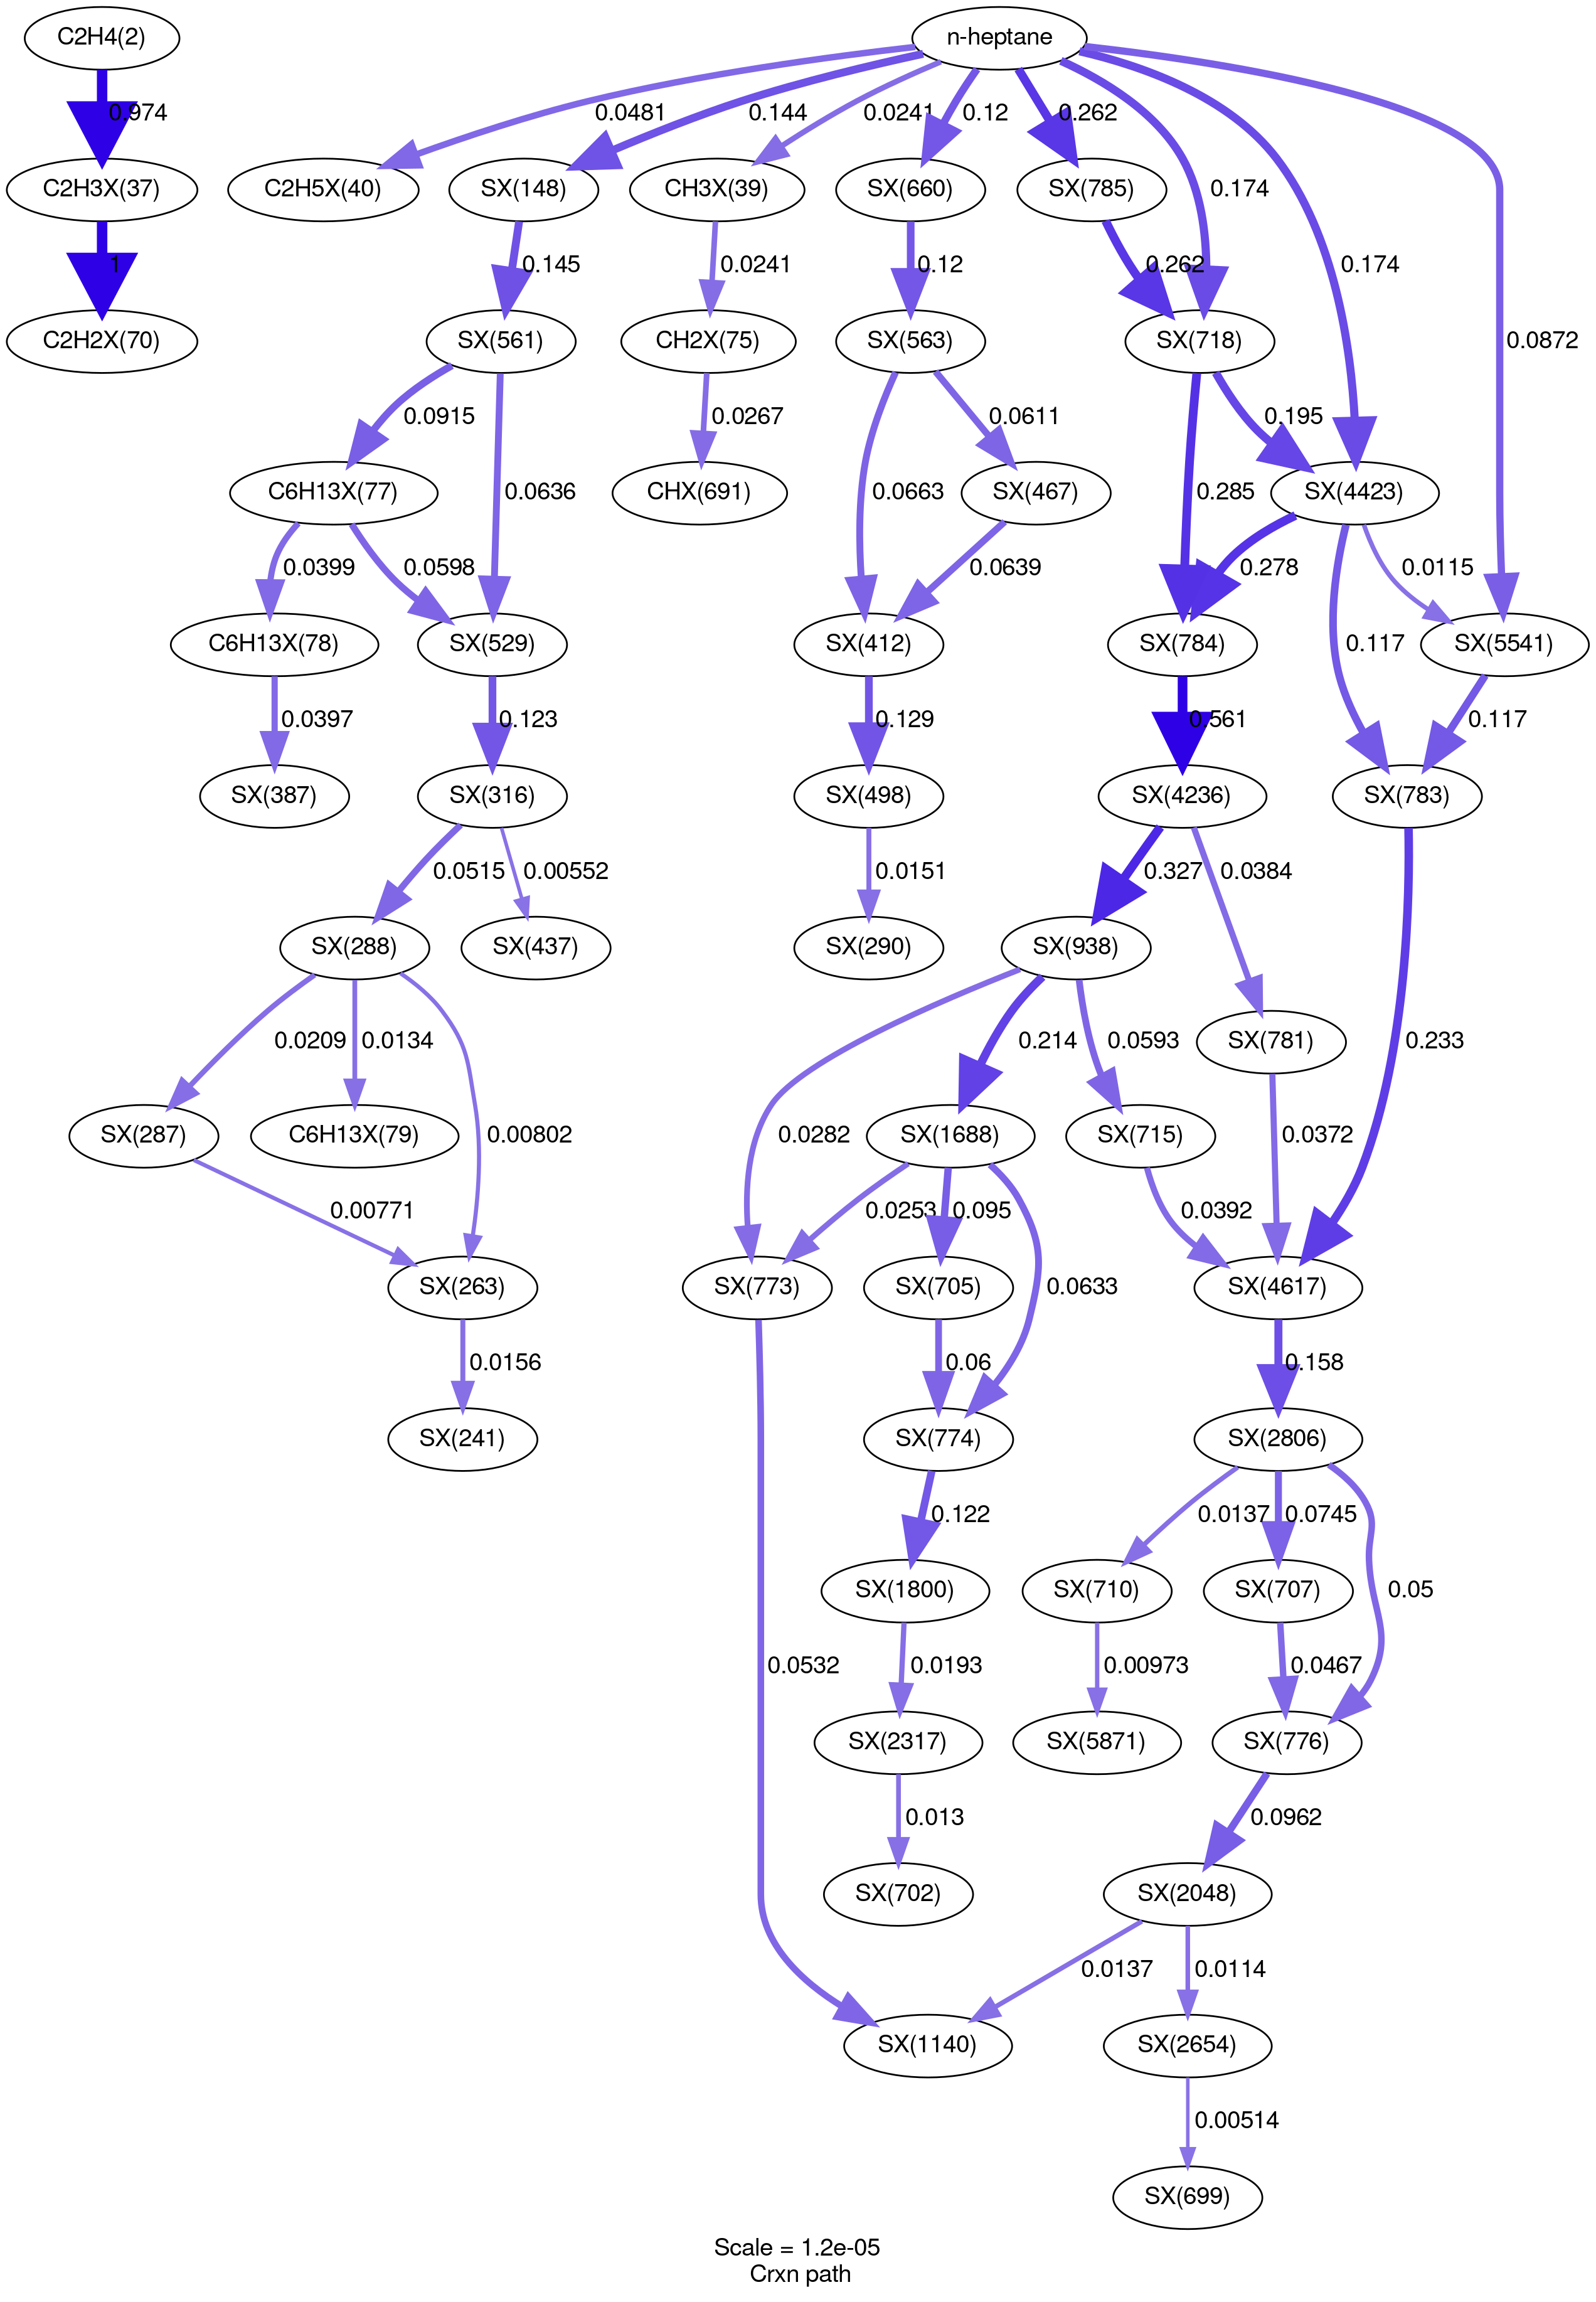 C2H4(2)
n-heptane
0.974
0.0481
0.144
0.0241
0.12
0.262
0.174
0.174
0.0872
C2H3X(37)
C2H5X(40)
SX(148)
CH3X(39)
SX(660)
SX(785)
1
0.145
0.0241
0.12
0.262
C2H2X(70)
SX(561)
CH2X(75)
SX(563)
SX(718)
0.0915
0.0636
0.0267
0.0663
0.0611
0.285
0.195
C6H13X(77)
CHX(691)
SX(467)
SX(4423)
0.0399
0.0598
0.0639
0.278
0.117
0.0115
C6H13X(78)
SX(529)
SX(412)
SX(784)
SX(5541)
0.0397
0.123
0.129
0.561
0.117
SX(387)
SX(316)
SX(498)
SX(4236)
SX(783)
0.0515
0.00552
0.0151
0.327
0.0384
SX(288)
SX(437)
SX(290)
SX(938)
0.0209
0.0134
0.00802
0.0282
0.214
0.0593
SX(781)
0.233
SX(287)
C6H13X(79)
SX(1688)
SX(715)
0.00771
0.0253
0.095
0.0633
0.0392
0.0372
SX(263)
SX(773)
SX(705)
SX(4617)
0.0156
0.06
0.158
SX(241)
SX(774)
SX(2806)
0.122
0.0137
0.0745
0.05
SX(1800)
SX(710)
SX(707)
0.0532
0.0193
0.00973
0.0467
SX(2317)
SX(5871)
SX(776)
0.013
0.0962
SX(702)
SX(2048)
0.0137
0.0114
SX(1140)
SX(2654)
0.00514
SX(699)
Scale = 1.2e-05
Crxn path